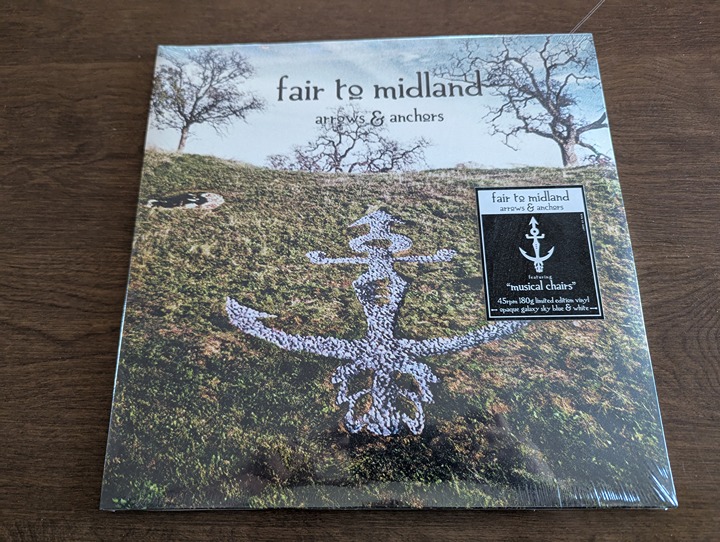 fair to midland
arrows & anchors
fair to midland
arrows & anchors
featuring
"musical chairs"
45rpm 180g limited edition vinyl
opaque galaxy sky blue & white